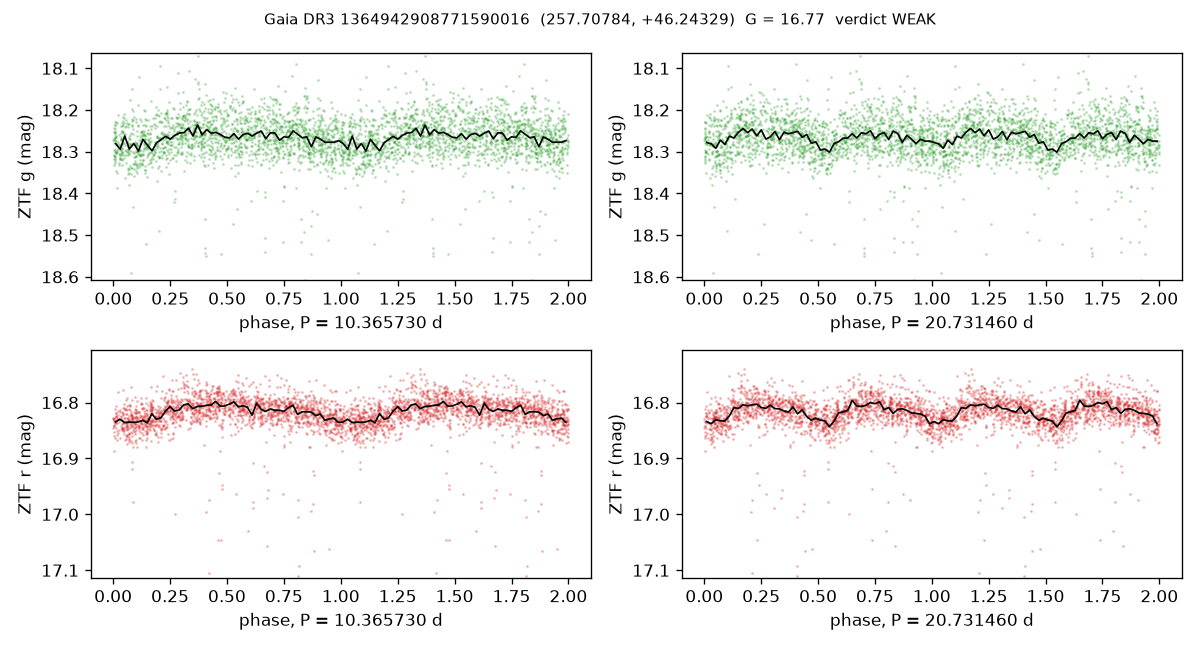 Gaia DR3 1364942908771590016 (257.70784, +46.24329) G = 16.77 verdict WEAK
ZTF g (mag)
18.1
18.2
18.3
18.4
18.5
18.6
0.00 0.25 0.50 0.75 1.00 1.25 1.50 1.75 2.00
phase, P = 10.365730 d
ZTF g (mag)
18.1
18.2
18.3
18.4
18.5
18.6
0.00 0.25 0.50 0.75 1.00 1.25 1.50 1.75 2.00
phase, P = 20.731460 d
ZTF r (mag)
16.8
16.9
17.0
17.1
0.00 0.25 0.50 0.75 1.00 1.25 1.50 1.75 2.00
phase, P = 10.365730 d
ZTF r (mag)
16.8
16.9
17.0
17.1
0.00 0.25 0.50 0.75 1.00 1.25 1.50 1.75 2.00
phase, P = 20.731460 d